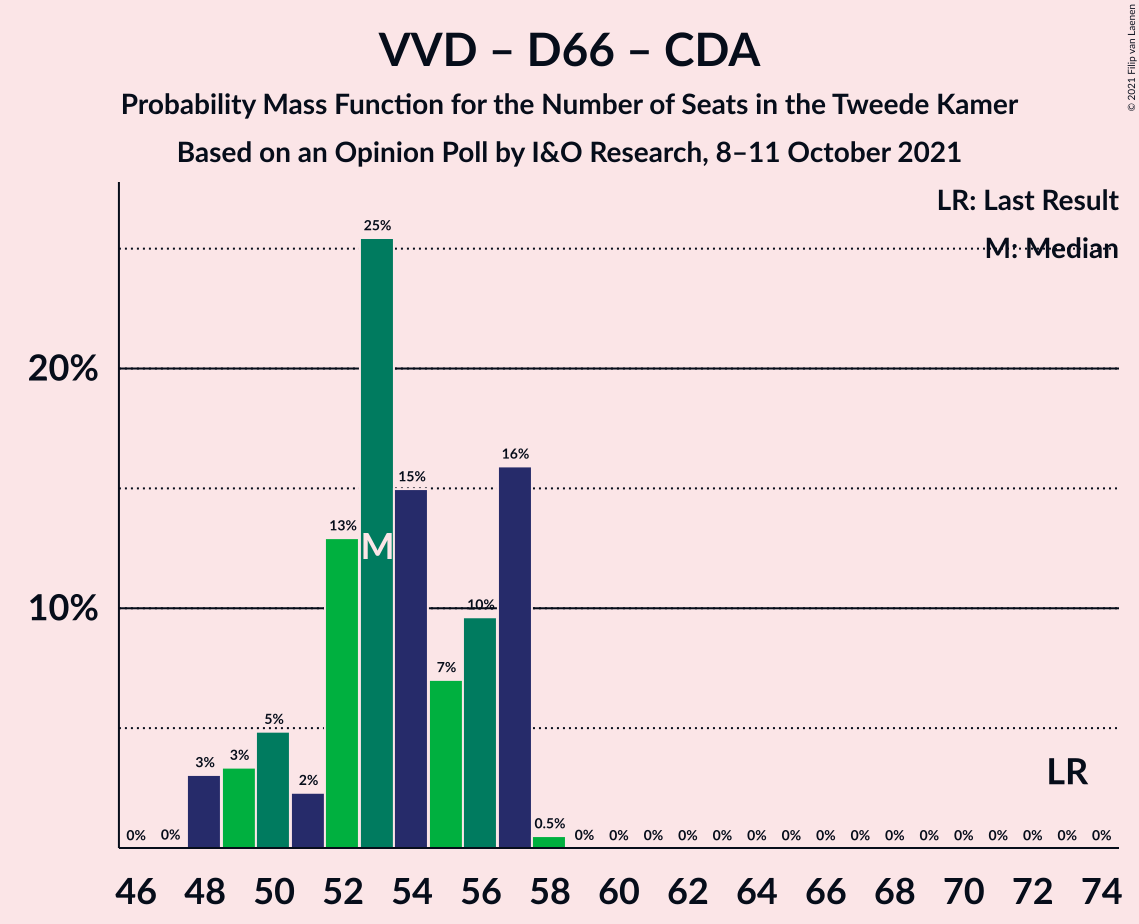 VVD – D66 – CDA
Probability Mass Function for the Number of Seats in the Tweede Kamer
Based on an Opinion Poll by I&O Research, 8–11 October 2021
© 2021 Filip van Laenen
LR: Last Result
M: Median
20%
10%
0% 0% 3% 3% 5% 2% 13% 25% 15% 7% 10% 16% 0.5% 0% 0% 0% 0% 0% 0% 0% 0% 0% 0% 0% 0% 0% 0% 0% 0%
M
LR
46 48 50 52 54 56 58 60 62 64 66 68 70 72 74